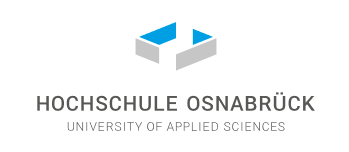 HOCHSCHULE OSNABRÜCK
UNIVERSITY OF APPLIED SCIENCES